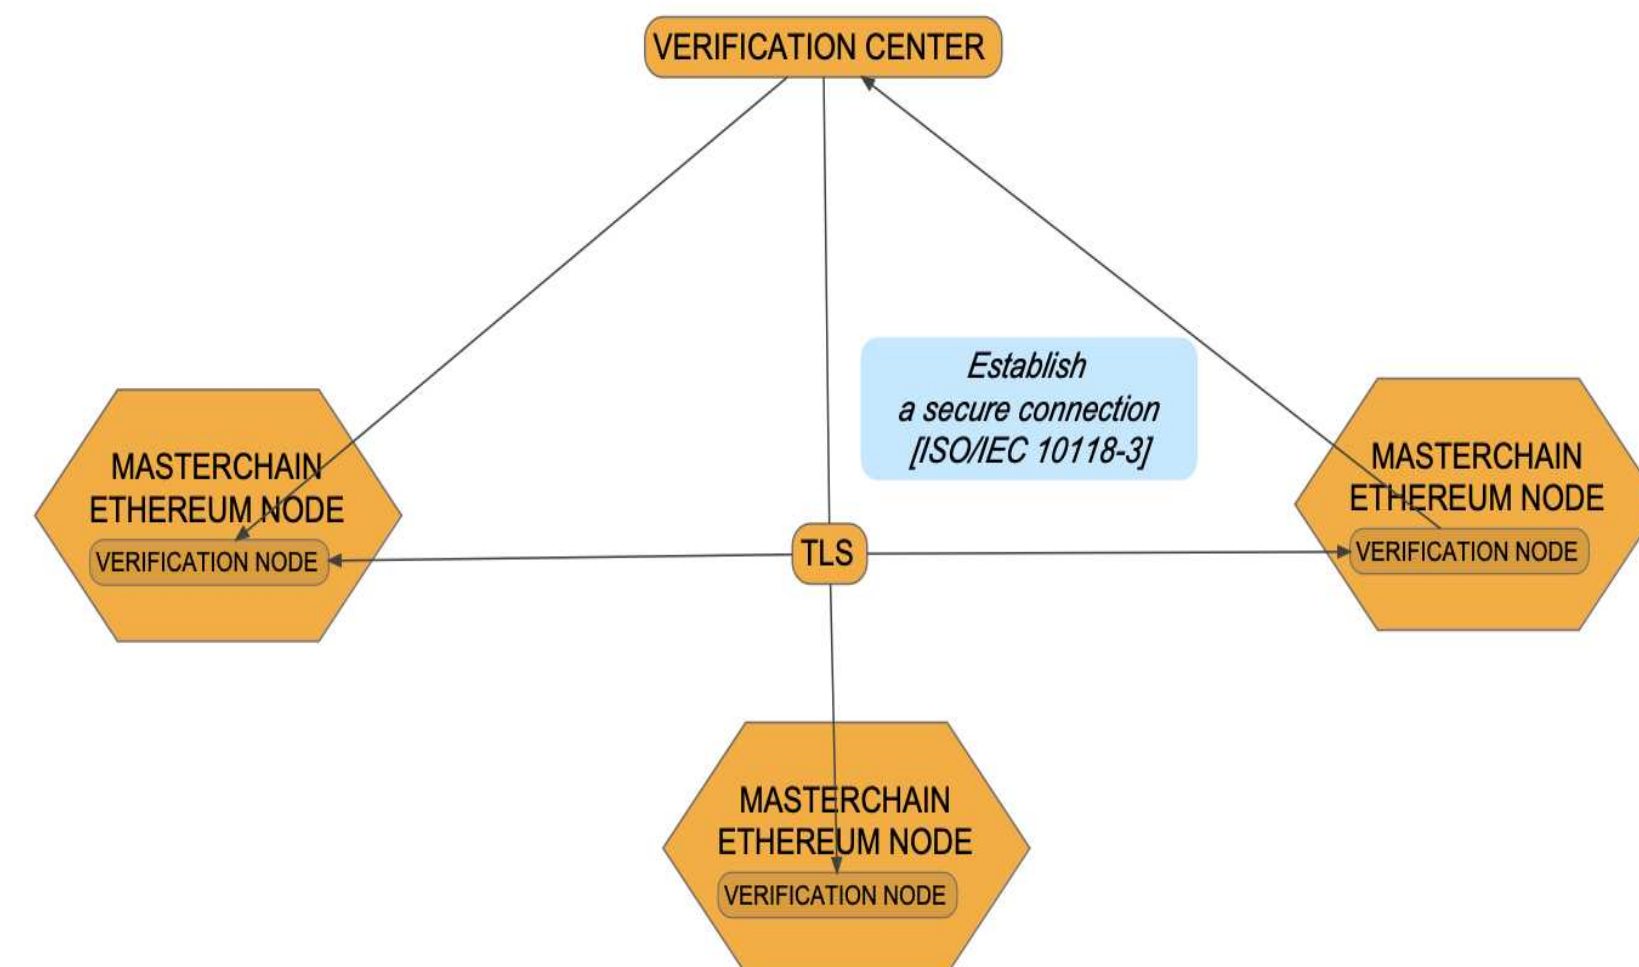 VERIFICATION CENTER
Establish
a secure connection
[ISO/IEC 10118-3]
MASTERCHAIN
ETHEREUM NODE
VERIFICATION NODE
TLS
MASTERCHAIN
ETHEREUM NODE
VERIFICATION NODE
MASTERCHAIN
ETHEREUM NODE
VERIFICATION NODE